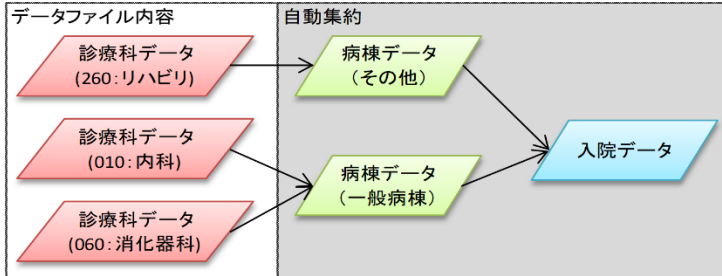 データファイル内容
自動集約
診療科データ
(260:リハビリ)
病棟データ
(その他)
診療科データ
(010:内科)
入院データ
病棟データ
(一般病棟)
診療科データ
(060:消化器科)